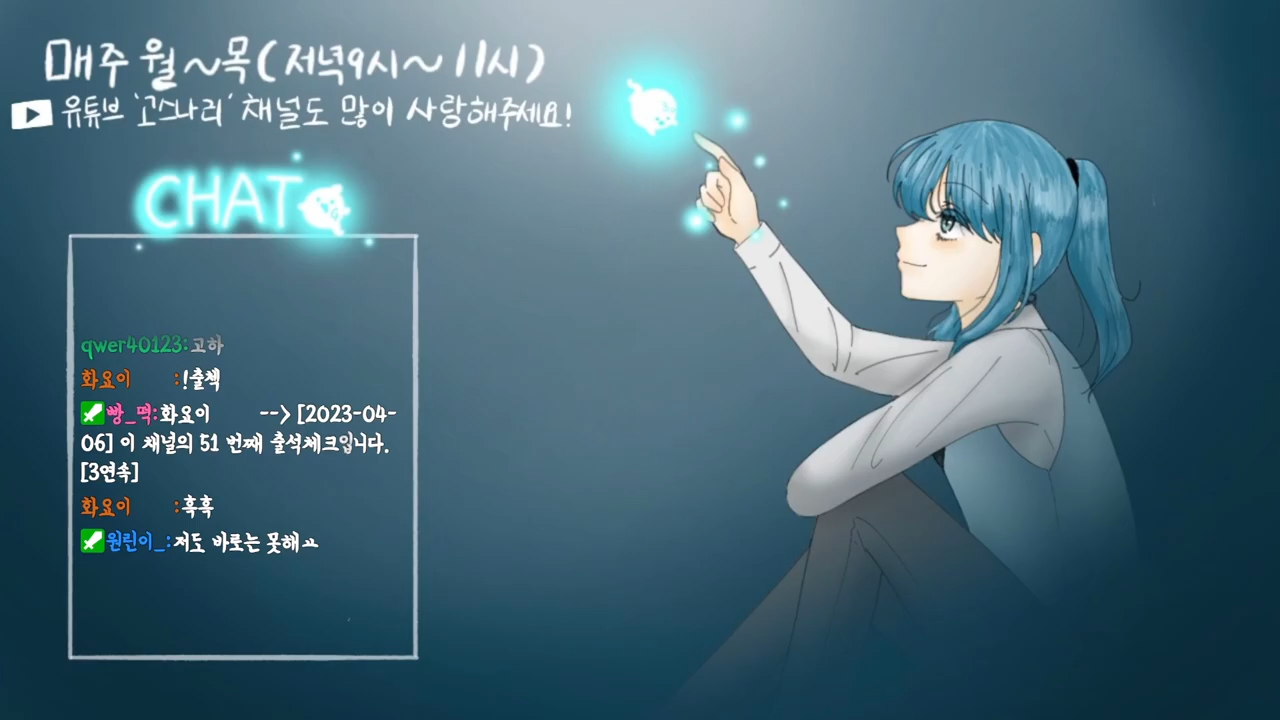 매주 월~목(저녁9시~11시)
유튜브 '고스나리' 채널도 많이 사랑해주세요!
CHAT
qwer40123:고하
화요이 :!출첵
빵_떡:화요이 --> [2023-04-
06] 이 채널의 51 번째 출석체크입니다.
[3연속]
화요이 :흑흑
원린이_:저도 바로는 못해ㅛ